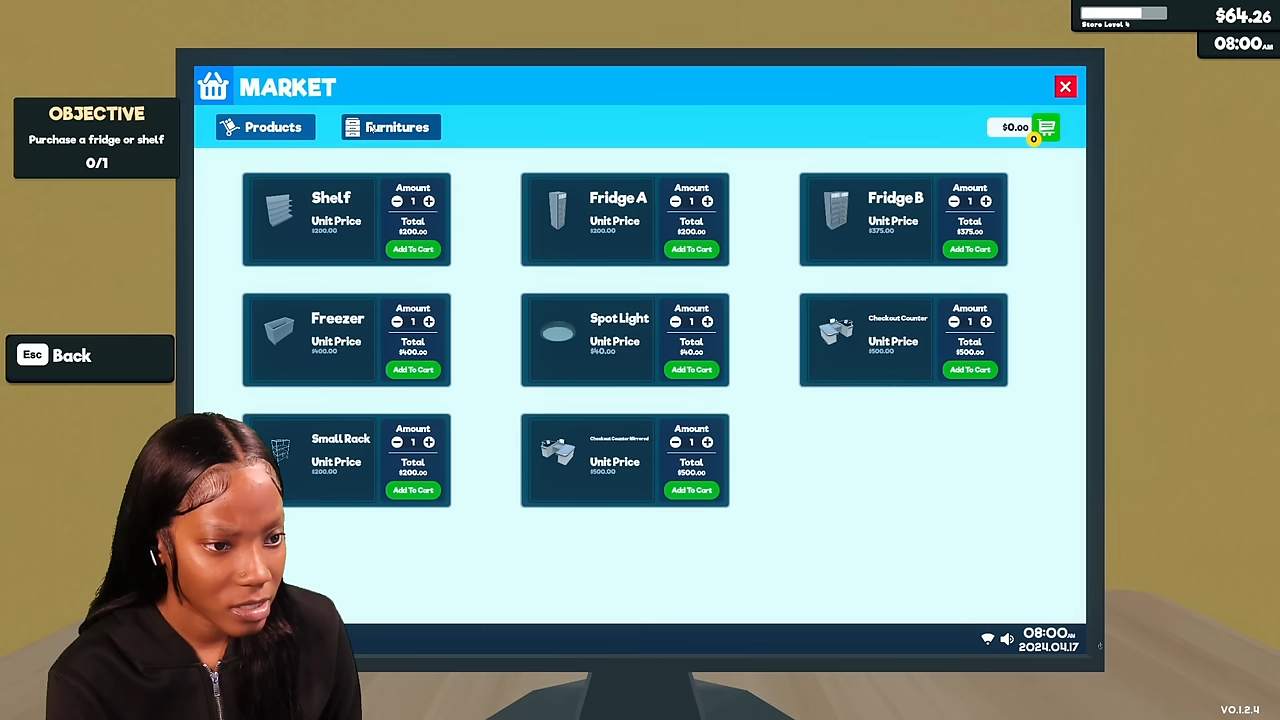 $64.26
Store Level 4
08:00AM
MARKET
OBJECTIVE
Purchase a fridge or shelf
0/1
Products
Furnitures
$0.00
0
Shelf
Unit Price
$200.00
Amount
1
Total
$200.00
Add To Cart
Fridge A
Unit Price
$200.00
Amount
1
Total
$200.00
Add To Cart
Fridge B
Unit Price
$375.00
Amount
1
Total
$375.00
Add To Cart
Freezer
Unit Price
$400.00
Amount
1
Total
$400.00
Add To Cart
Spot Light
Unit Price
$40.00
Amount
1
Total
$40.00
Add To Cart
Checkout Counter
Unit Price
$500.00
Amount
1
Total
$500.00
Add To Cart
Esc Back
Small Rack
Unit Price
$200.00
Amount
1
Total
$200.00
Add To Cart
Checkout Counter Mirrored
Unit Price
$500.00
Amount
1
Total
$500.00
Add To Cart
08:00AM
2024.04.17
V0.1.2.4